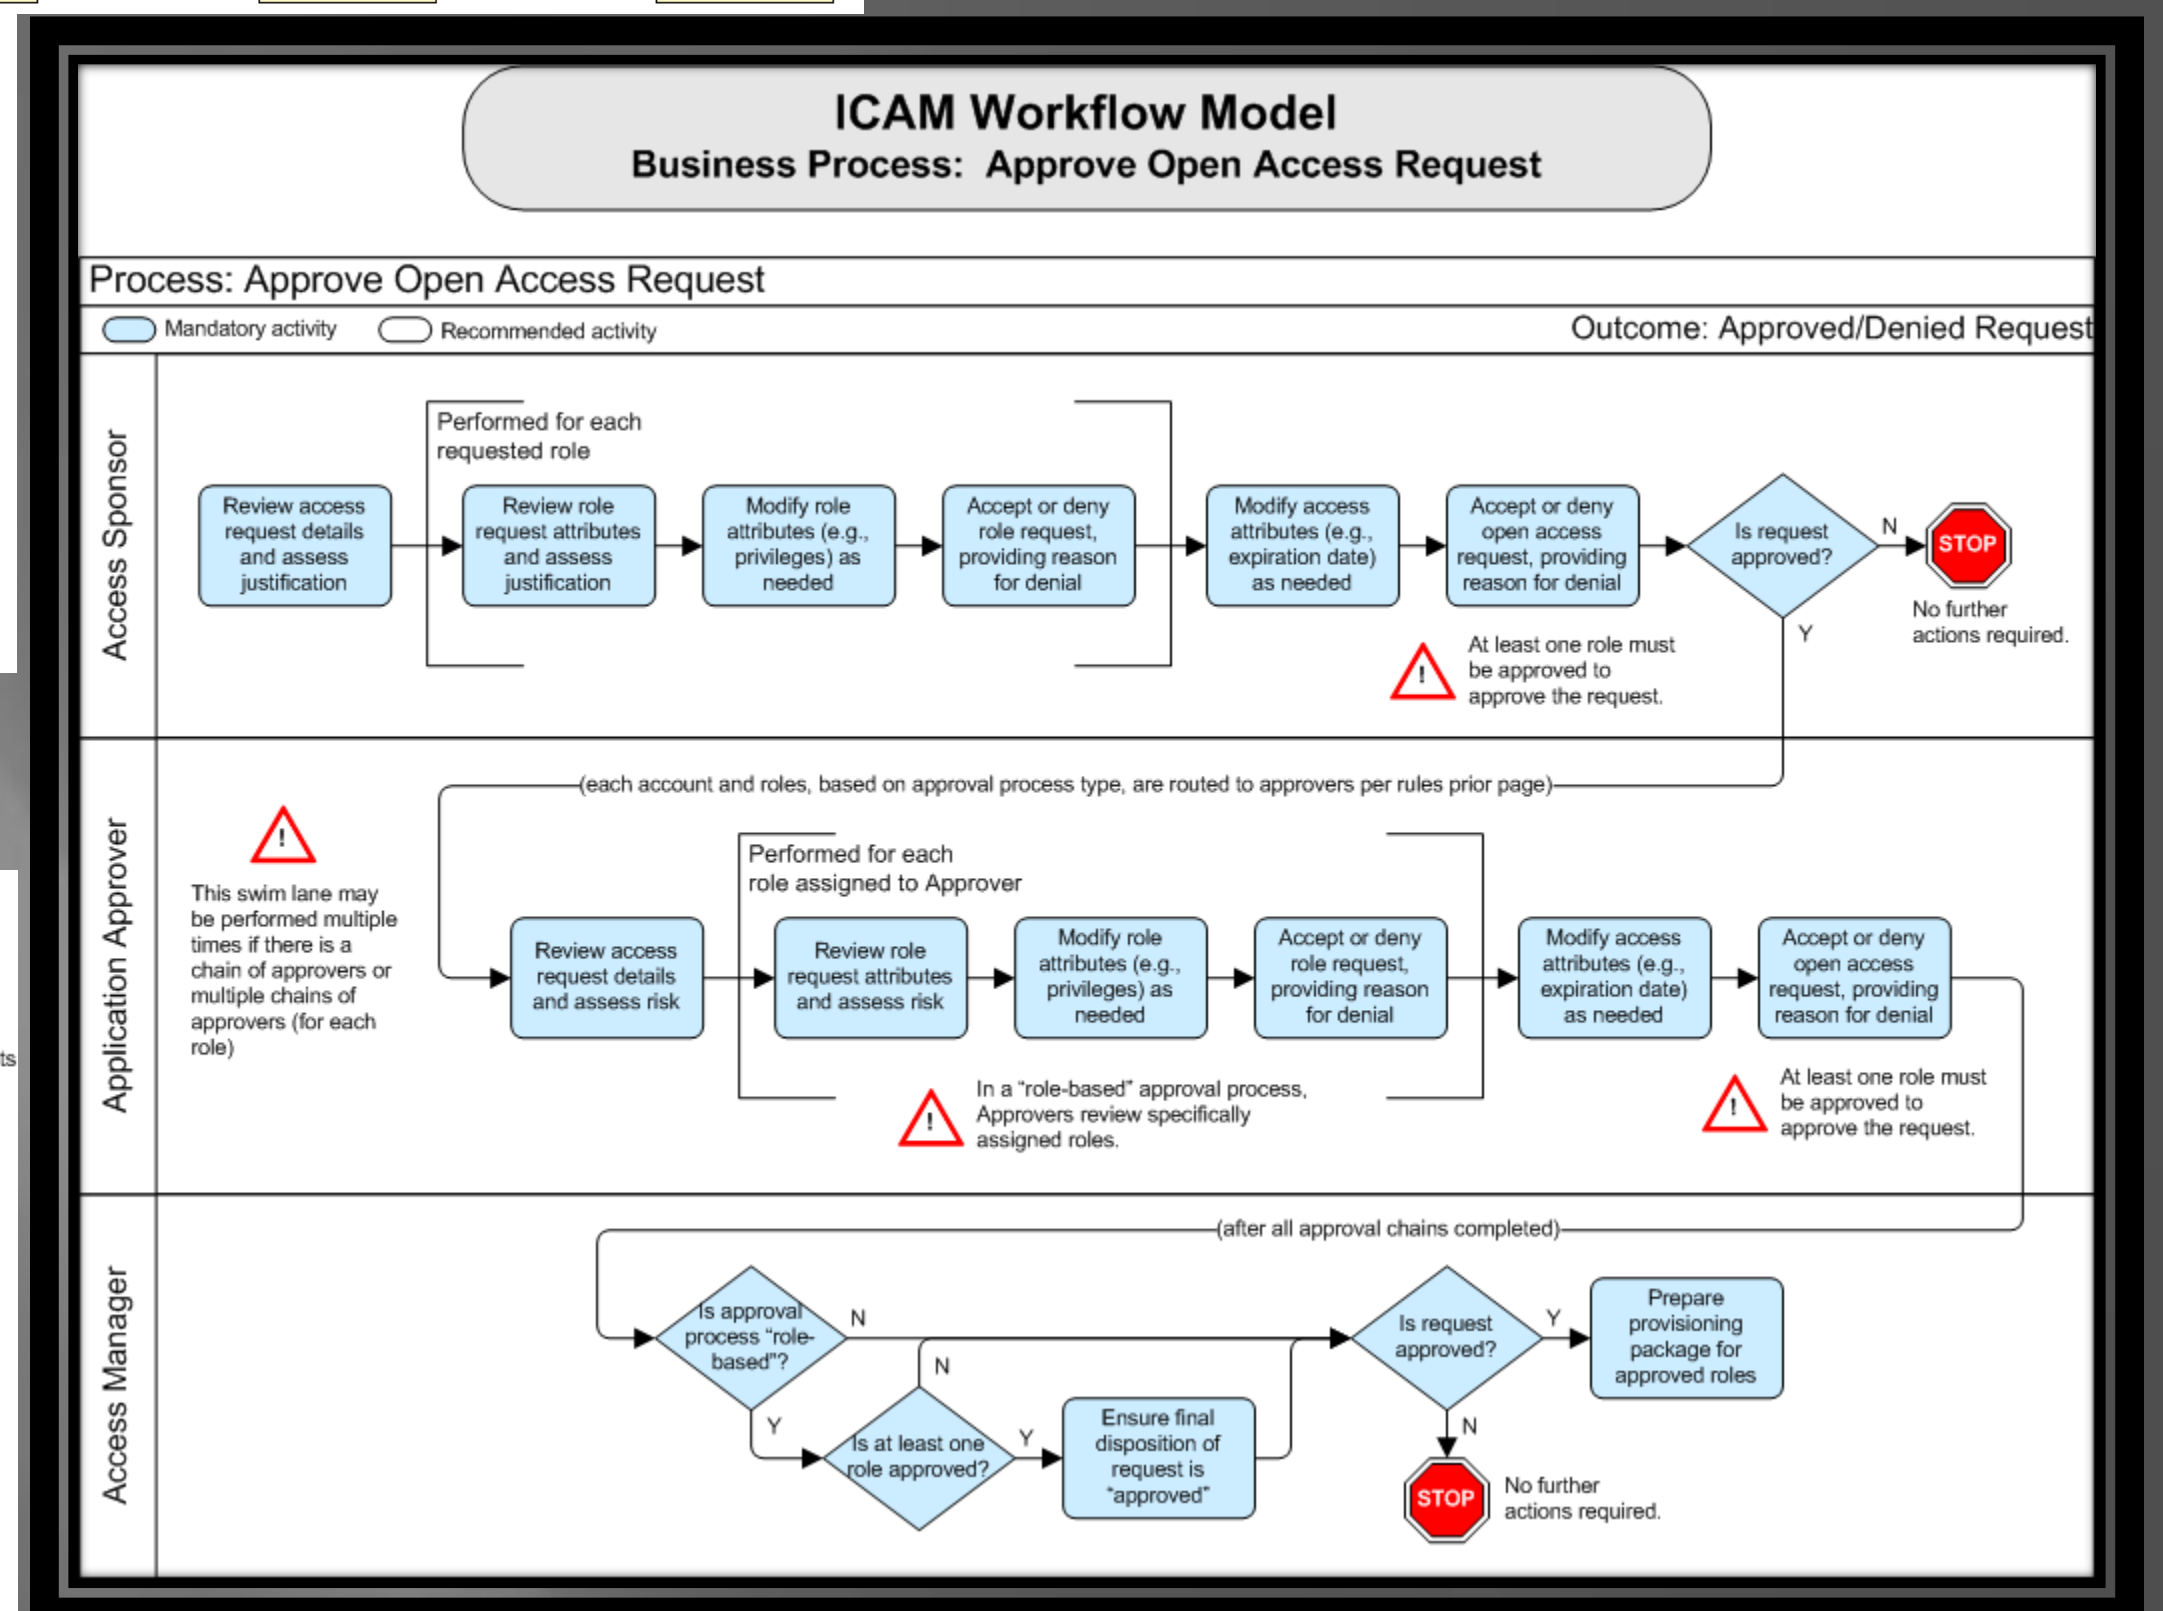 ICAM Workflow Model
Business Process:  Approve Open Access Request
Process: Approve Open Access Request
Mandatory activity
Recommended activity
Outcome: Approved/Denied Request
Access Sponsor
Performed for each
requested role
Review access
request details
and assess
justification
Review role
request attributes
and assess
justification
Modify role
attributes (e.g.,
privileges) as
needed
Accept or deny
role request,
providing reason
for denial
Modify access
attributes (e.g.,
expiration date)
as needed
Accept or deny
open access
request, providing
reason for denial
Is request
approved?
N
STOP
No further
actions required.
Y
!
At least one role must
be approved to
approve the request.
Application Approver
(each account and roles, based on approval process type, are routed to approvers per rules prior page)
!
This swim lane may
be performed multiple
times if there is a
chain of approvers or
multiple chains of
approvers (for each
role)
Performed for each
role assigned to Approver
Review access
request details
and assess risk
Review role
request attributes
and assess risk
Modify role
attributes (e.g.,
privileges) as
needed
Accept or deny
role request,
providing reason
for denial
Modify access
attributes (e.g.,
expiration date)
as needed
Accept or deny
open access
request, providing
reason for denial
!
In a “role-based” approval process,
Approvers review specifically
assigned roles.
!
At least one role must
be approved to
approve the request.
ts
Access Manager
(after all approval chains completed)
Is approval
process “role-
based”?
N
Y
Is at least one
role approved?
N
Y
Ensure final
disposition of
request is
“approved”
Is request
approved?
Y
Prepare
provisioning
package for
approved roles
N
STOP
No further
actions required.